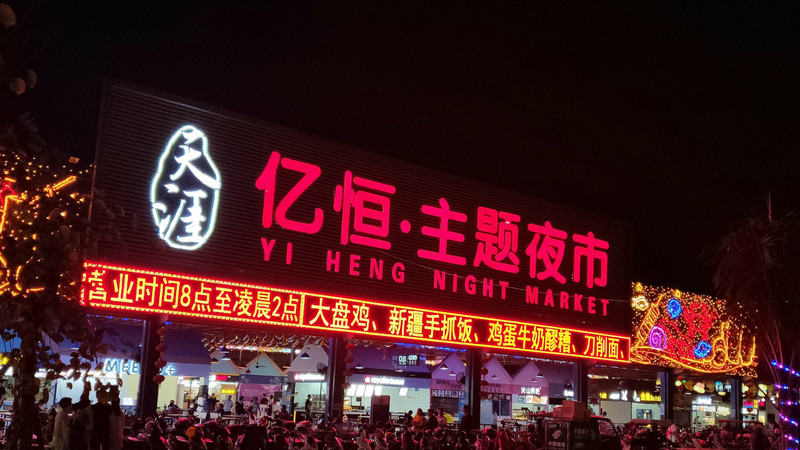 天涯
亿恒·主题夜市
YI HENG NIGHT MARKET
营业时间8点至凌晨2点 大盘鸡、新疆手抓饭、鸡蛋牛奶醪糟、刀削面、